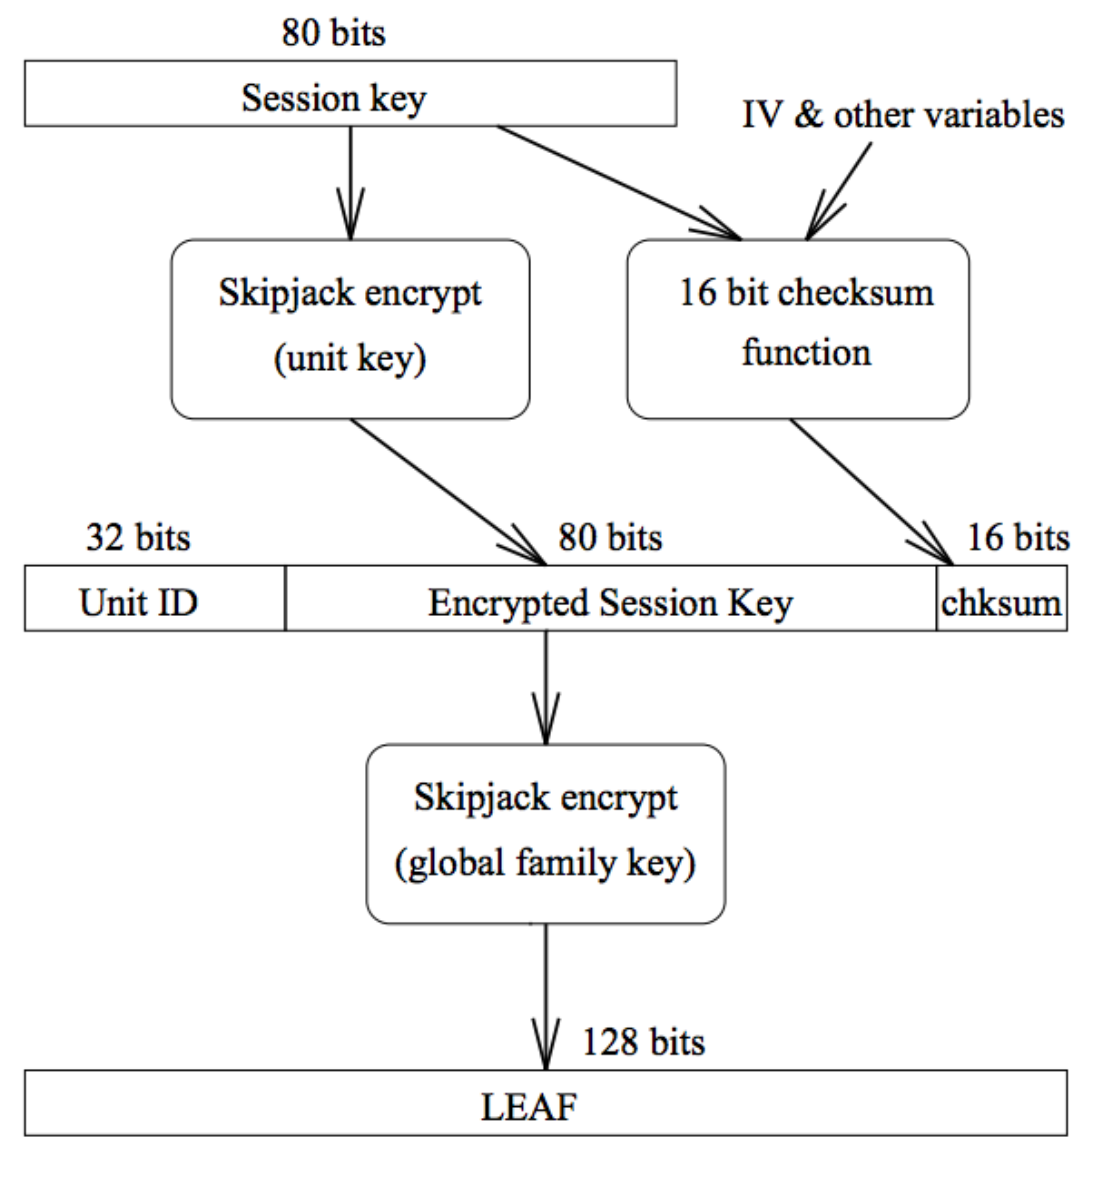 80 bits
Session key
IV & other variables
Skipjack encrypt
(unit key)
16 bit checksum
function
32 bits
80 bits
16 bits
Unit ID
Encrypted Session Key
chksum
Skipjack encrypt
(global family key)
128 bits
LEAF